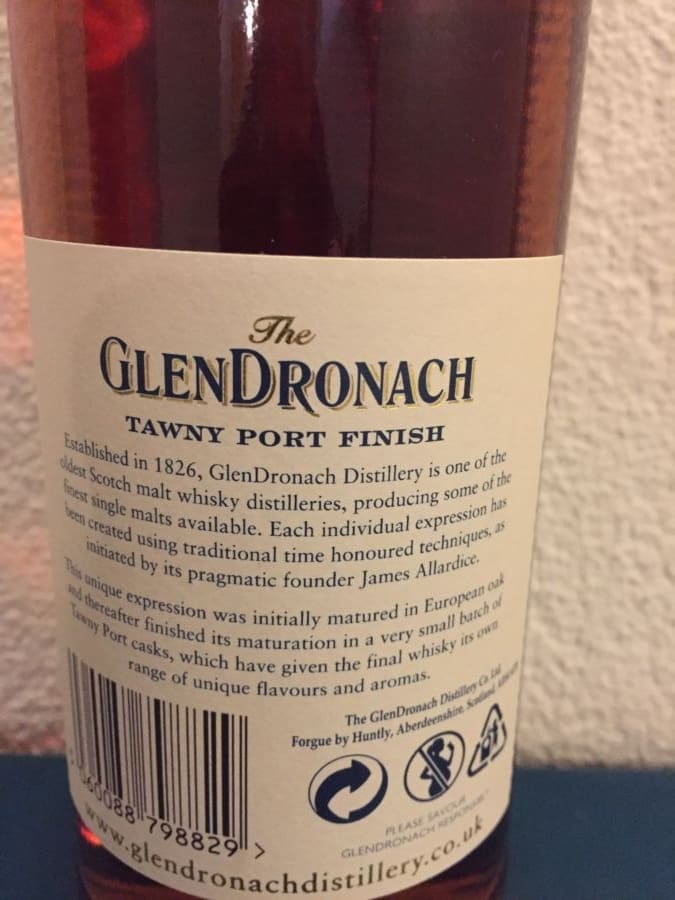 The
GLENDRONACH
TAWNY PORT FINISH
Established in 1826, GlenDronach Distillery is one of the
oldest Scotch malt whisky distilleries, producing some of the
finest single malts available. Each individual expression has
been created using traditional time honoured techniques, as
initiated by its pragmatic founder James Allardice.
This unique expression was initially matured in European oak
and thereafter finished its maturation in a very small batch of
Tawny Port casks, which have given the final whisky its own
range of unique flavours and aromas.
The GlenDronach Distillery Co. Ltd.
Forgue by Huntly, Aberdeenshire, Scotland,
060088 798829 >
PLEASE SAVOUR
GLENDRONACH RESPONSIBLY
www.glendronachdistillery.co.uk